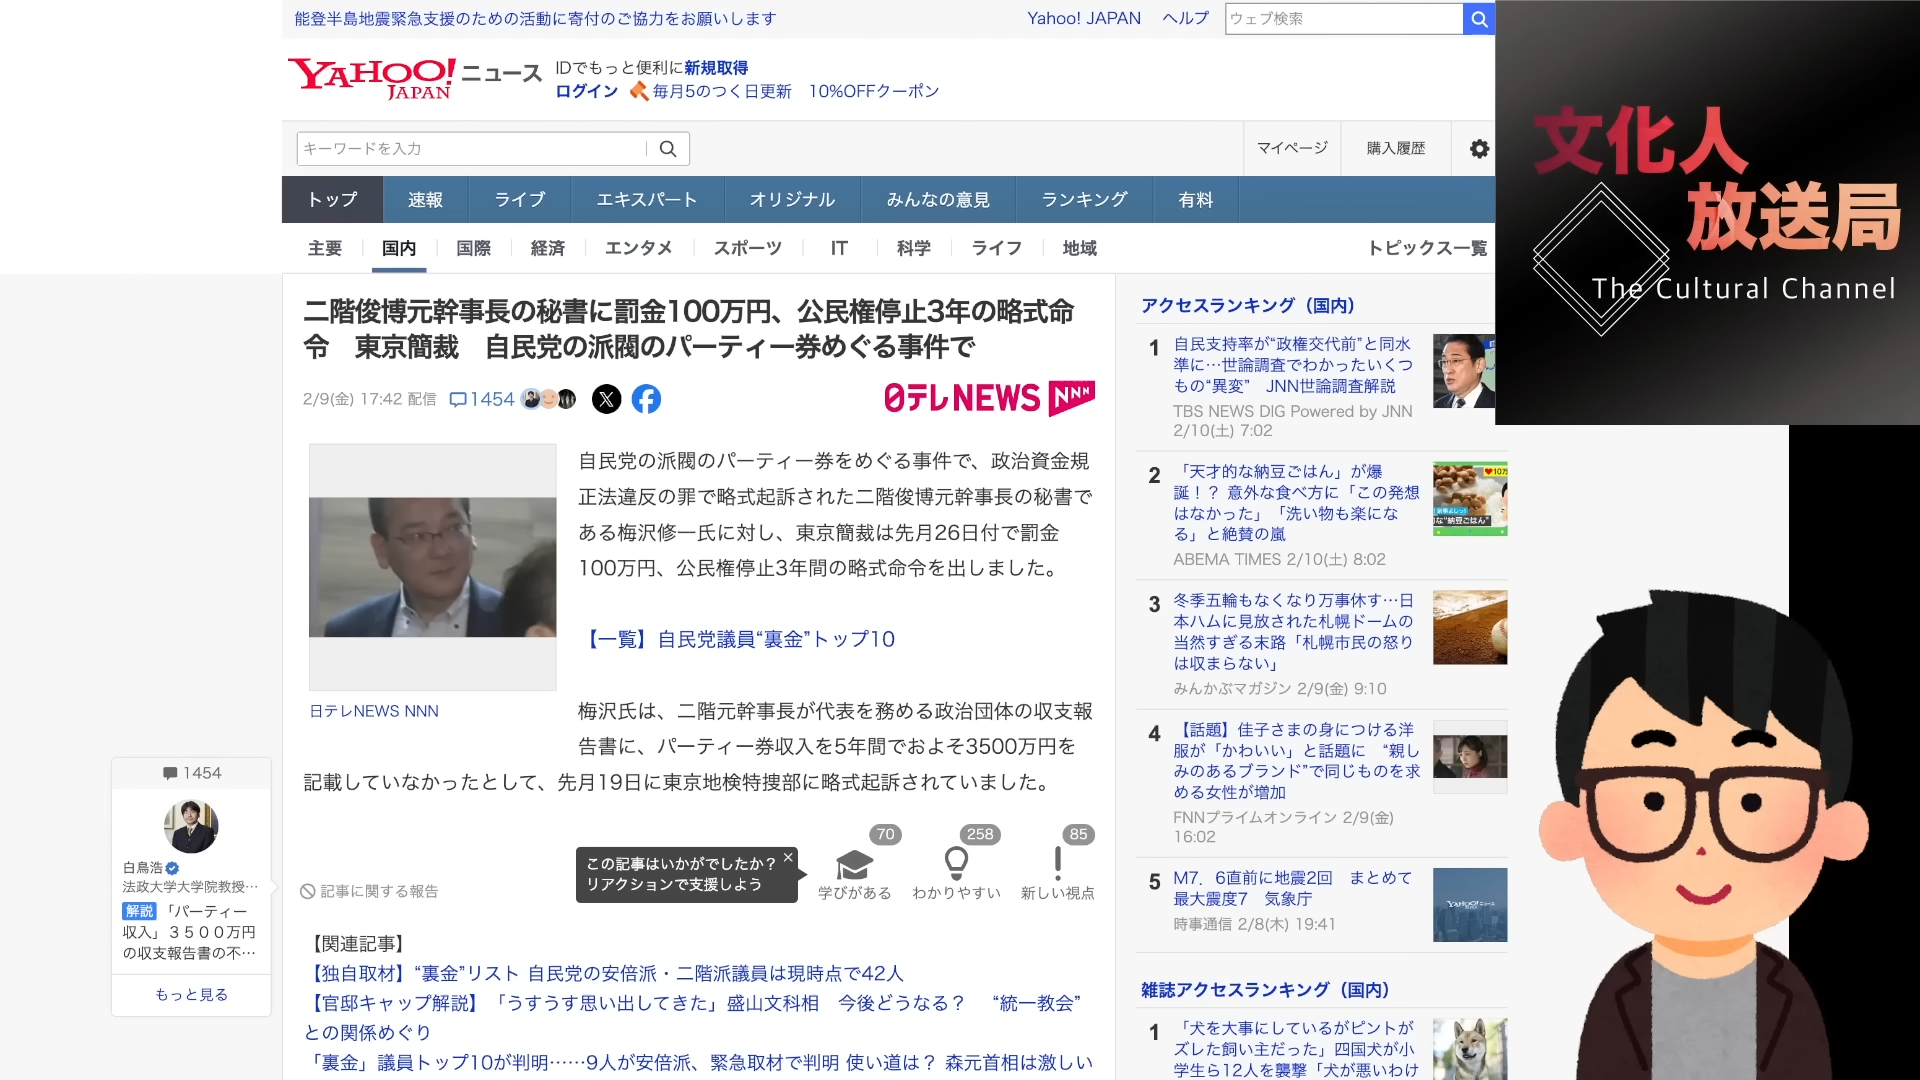 能登半島地震緊急支援のための活動に寄付のご協力をお願いします
Yahoo! JAPAN ヘルプ
ウェブ検索
YAHOO! JAPAN ニュース
IDでもっと便利に新規取得
ログイン 毎月5のつく日更新 10%OFFクーポン
キーワードを入力
マイページ 購入履歴
トップ 速報 ライブ エキスパート オリジナル みんなの意見 ランキング 有料
主要 国内 国際 経済 エンタメ スポーツ IT 科学 ライフ 地域 トピックス一覧
二階俊博元幹事長の秘書に罰金100万円、公民権停止3年の略式命
令 東京簡裁 自民党の派閥のパーティー券めぐる事件で
2/9(金) 17:42 配信 1454
日テレNEWS NNN
自民党の派閥のパーティー券をめぐる事件で、政治資金規
正法違反の罪で略式起訴された二階俊博元幹事長の秘書で
ある梅沢修一氏に対し、東京簡裁は先月26日付で罰金
100万円、公民権停止3年間の略式命令を出しました。
【一覧】自民党議員“裏金”トップ10
日テレNEWS NNN
梅沢氏は、二階元幹事長が代表を務める政治団体の収支報
告書に、パーティー券収入を5年間でおよそ3500万円を
記載していなかったとして、先月19日に東京地検特捜部に略式起訴されていました。
記事に関する報告
この記事はいかがでしたか？
リアクションで支援しよう
70
学びがある
258
わかりやすい
85
新しい視点
【関連記事】
【独自取材】“裏金”リスト 自民党の安倍派・二階派議員は現時点で42人
【官邸キャップ解説】「うすうす思い出してきた」盛山文科相 今後どうなる？ “統一教会”
との関係めぐり
「裏金」議員トップ10が判明……9人が安倍派、緊急取材で判明 使い道は？ 森元首相は激しい
1454
白鳥浩
法政大学大学院教授…
解説 「パーティー
収入」３５００万円
の収支報告書の不…
もっと見る
アクセスランキング（国内）
1
自民支持率が“政権交代前”と同水
準に…世論調査でわかったいくつ
もの“異変” JNN世論調査解説
TBS NEWS DIG Powered by JNN
2/10(土) 7:02
2
「天才的な納豆ごはん」が爆
誕！？ 意外な食べ方に「この発想
はなかった」「洗い物も楽にな
る」と絶賛の嵐
ABEMA TIMES 2/10(土) 8:02
3
冬季五輪もなくなり万事休す…日
本ハムに見放された札幌ドームの
当然すぎる末路「札幌市民の怒り
は収まらない」
みんかぶマガジン 2/9(金) 9:10
4
【話題】佳子さまの身につける洋
服が「かわいい」と話題に “親し
みのあるブランド”で同じものを求
める女性が増加
FNNプライムオンライン 2/9(金)
16:02
5
M7．6直前に地震2回 まとめて
最大震度7 気象庁
時事通信 2/8(木) 19:41
雑誌アクセスランキング（国内）
1
「犬を大事にしているがピントが
ズレた飼い主だった」四国犬が小
学生ら12人を襲撃「犬が悪いわけ
文化人
放送局
The Cultural Channel